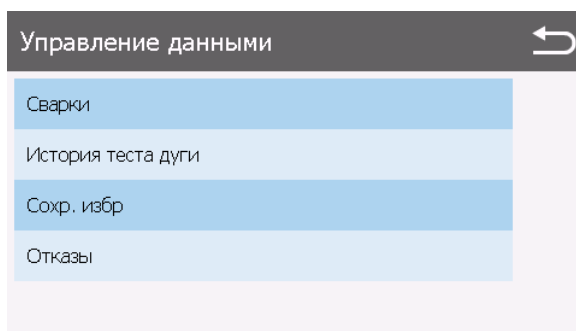 Управление данными
Сварки
История теста дуги
Сохр. избр
Отказы